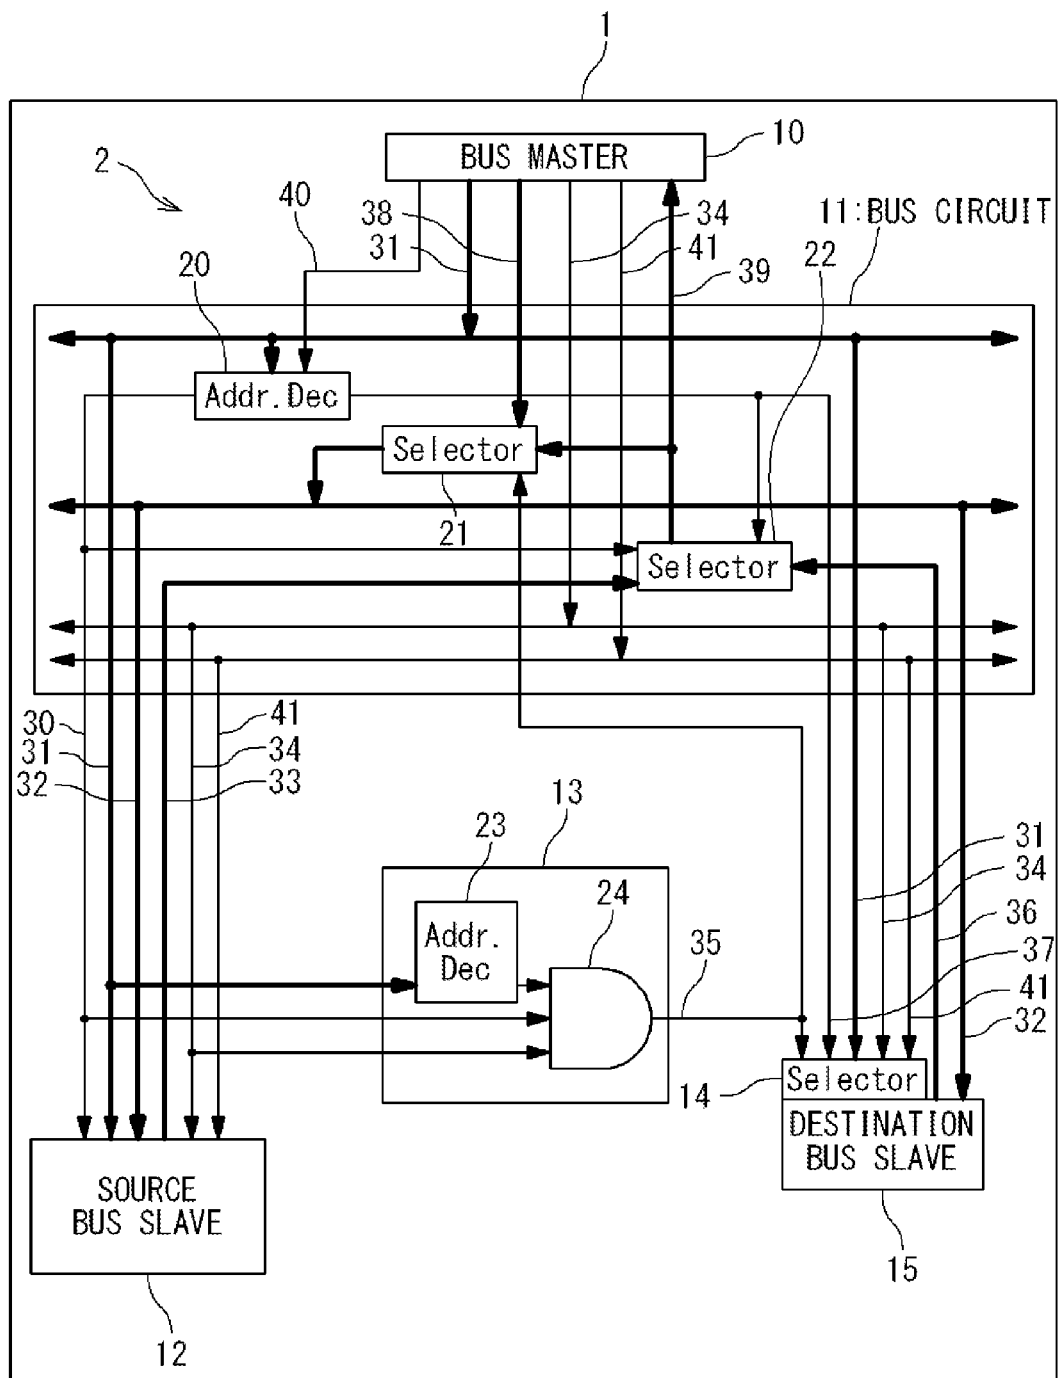 1
BUS MASTER
10
2
40
38
31
34
41
39
11:BUS CIRCUIT
22
20
Addr.Dec
Selector
21
Selector
30
31
32
41
34
33
13
23
24
Addr.
Dec
35
31
34
36
37
41
32
14
Selector
DESTINATION
BUS SLAVE
15
SOURCE
BUS SLAVE
12